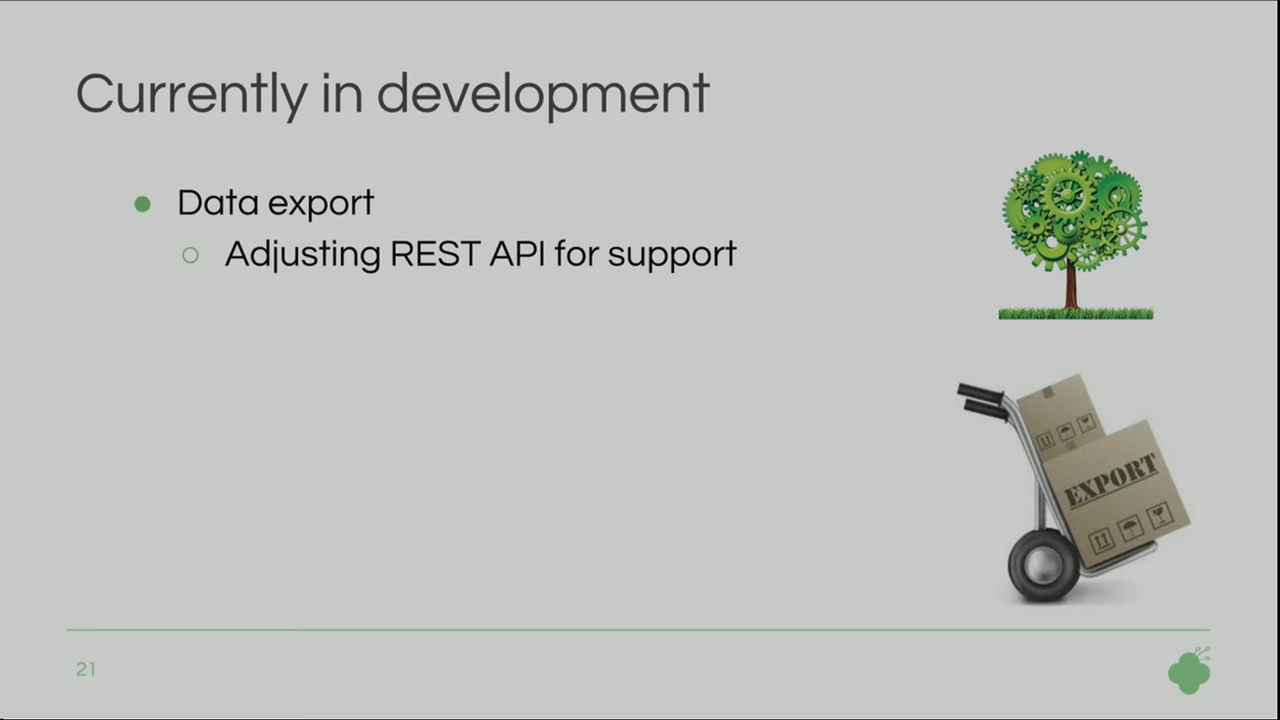 Currently in development
Data export
Adjusting REST API for support
EXPORT
21